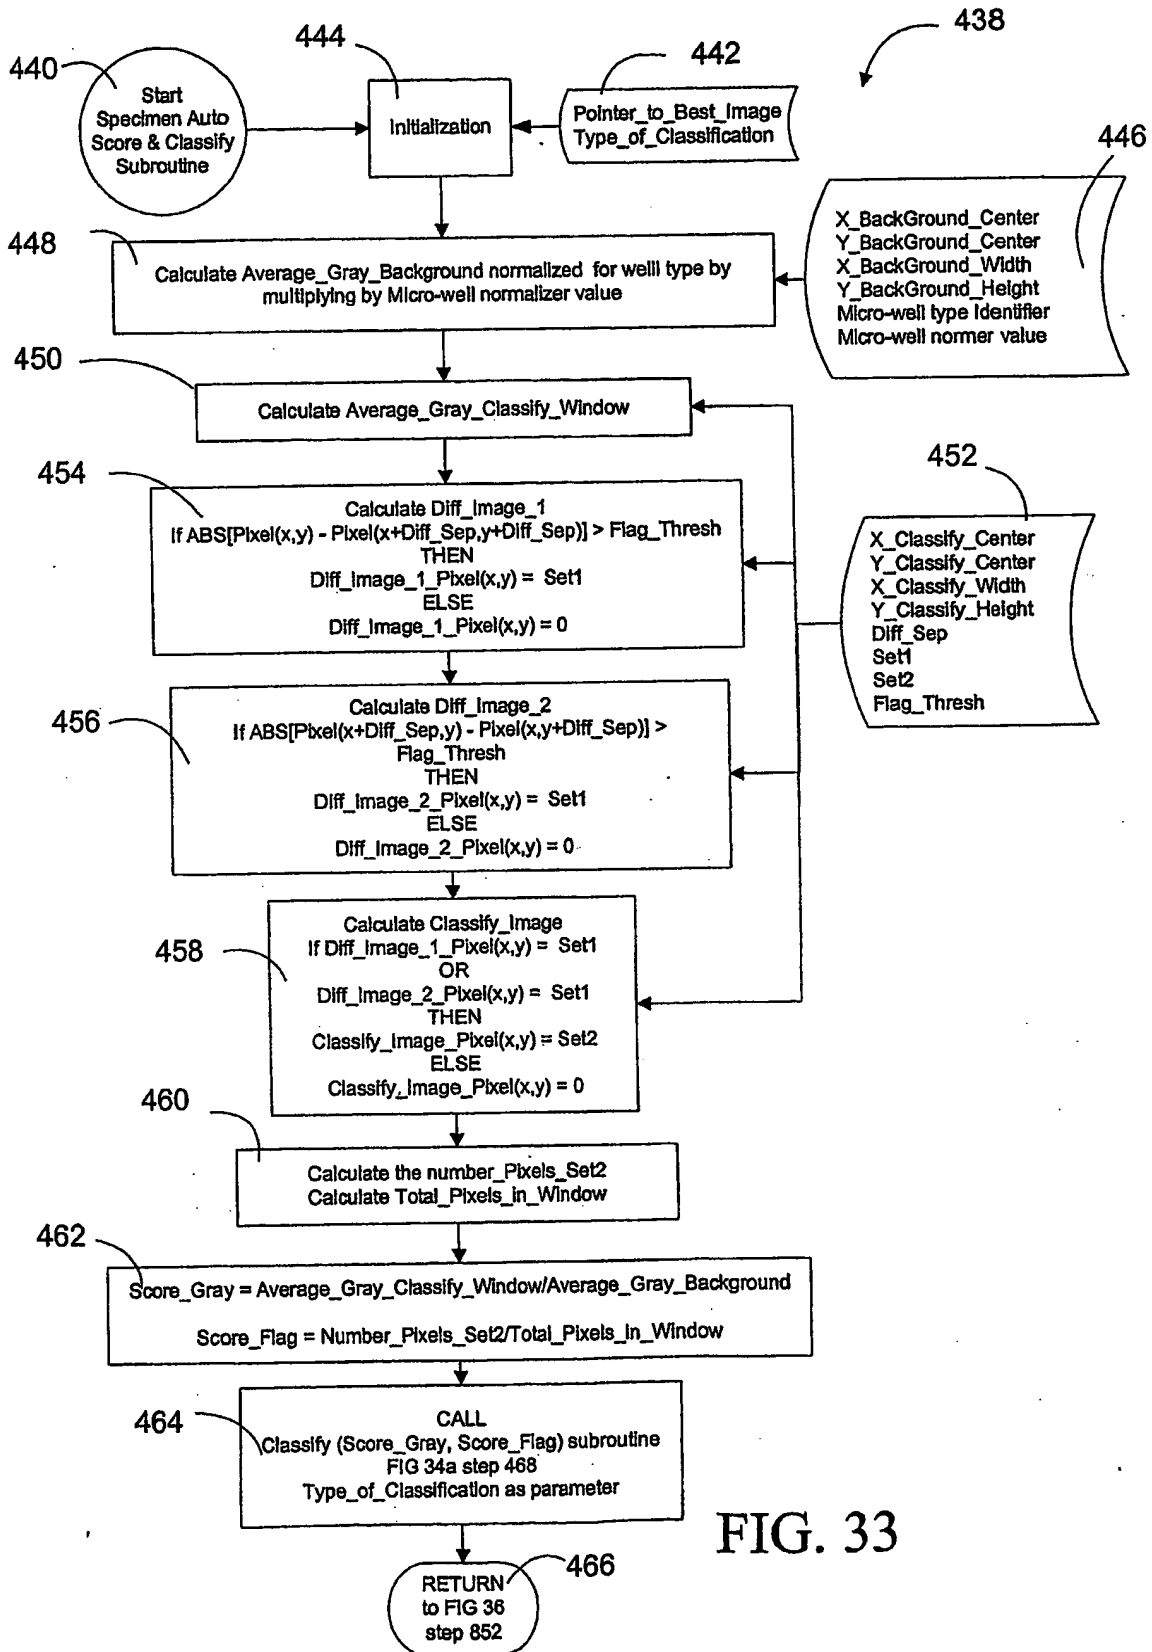 438
440
444
442
Start
Specimen Auto
Score & Classify
Subroutine
Initialization
Pointer_to_Best_Image
Type_of_Classification
446
X_BackGround_Center
Y_BackGround_Center
X_BackGround_Width
Y_BackGround_Height
Micro-well type Identifier
Micro-well normer value
448
Calculate Average_Gray_Background normalized for welll type by
multiplying by Micro-well normalizer value
450
Calculate Average_Gray_Classify_Window
452
X_Classify_Center
Y_Classify_Center
X_Classify_Width
Y_Classify_Height
Diff_Sep
Set1
Set2
Flag_Thresh
454
Calculate Diff_Image_1
If ABS[Pixel(x,y) - Pixel(x+Diff_Sep,y+Diff_Sep)] > Flag_Thresh
THEN
Diff_Image_1_Pixel(x,y) = Set1
ELSE
Diff_Image_1_Pixel(x,y) = 0
456
Calculate Diff_Image_2
If ABS[Pixel(x+Diff_Sep,y) - Pixel(x,y+Diff_Sep)] >
Flag_Thresh
THEN
Diff_Image_2_Pixel(x,y) = Set1
ELSE
Diff_Image_2_Pixel(x,y) = 0
458
Calculate Classify_Image
If Diff_Image_1_Pixel(x,y) = Set1
OR
Diff_Image_2_Pixel(x,y) = Set1
THEN
Classify_Image_Pixel(x,y) = Set2
ELSE
Classify_Image_Pixel(x,y) = 0
460
Calculate the number_Pixels_Set2
Calculate Total_Pixels_in_Window
462
Score_Gray = Average_Gray_Classify_Window/Average_Gray_Background
Score_Flag = Number_Pixels_Set2/Total_Pixels_in_Window
464
CALL
Classify (Score_Gray, Score_Flag) subroutine
FIG 34a step 468
Type_of_Classification as parameter
466
RETURN
to FIG 36
step 852
FIG. 33